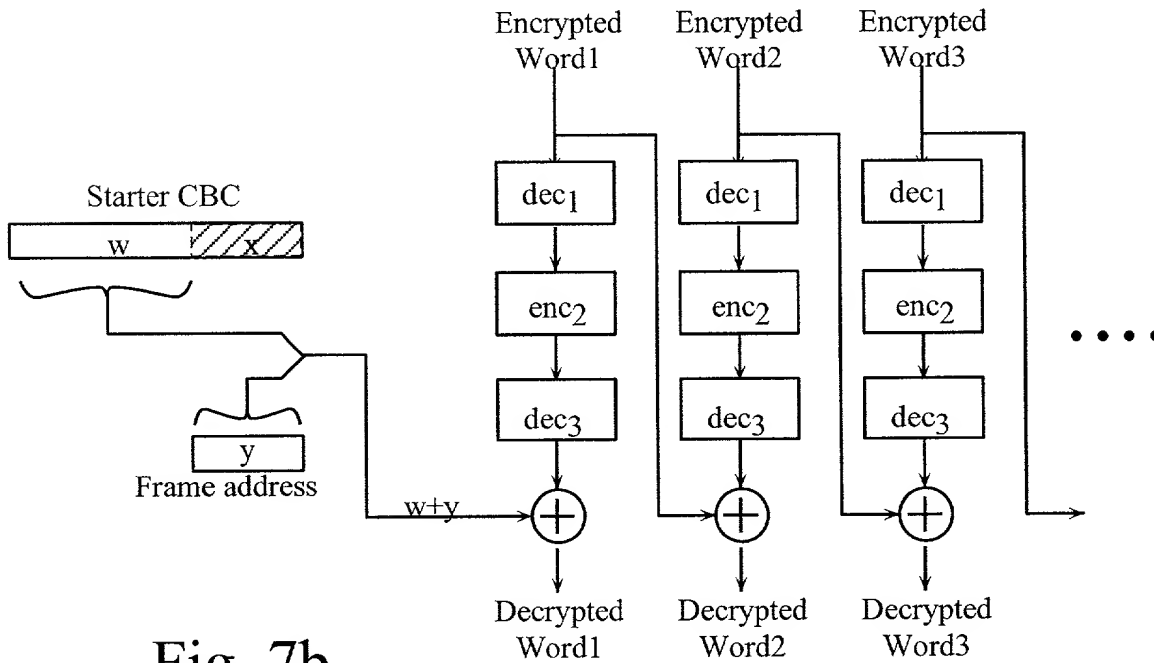 Encrypted Word1
Encrypted Word2
Encrypted Word3
Starter CBC
w
x
dec1
dec1
dec1
enc2
enc2
enc2
dec3
dec3
dec3
y
Frame address
w+y
Decrypted Word1
Decrypted Word2
Decrypted Word3
Fig. 7b